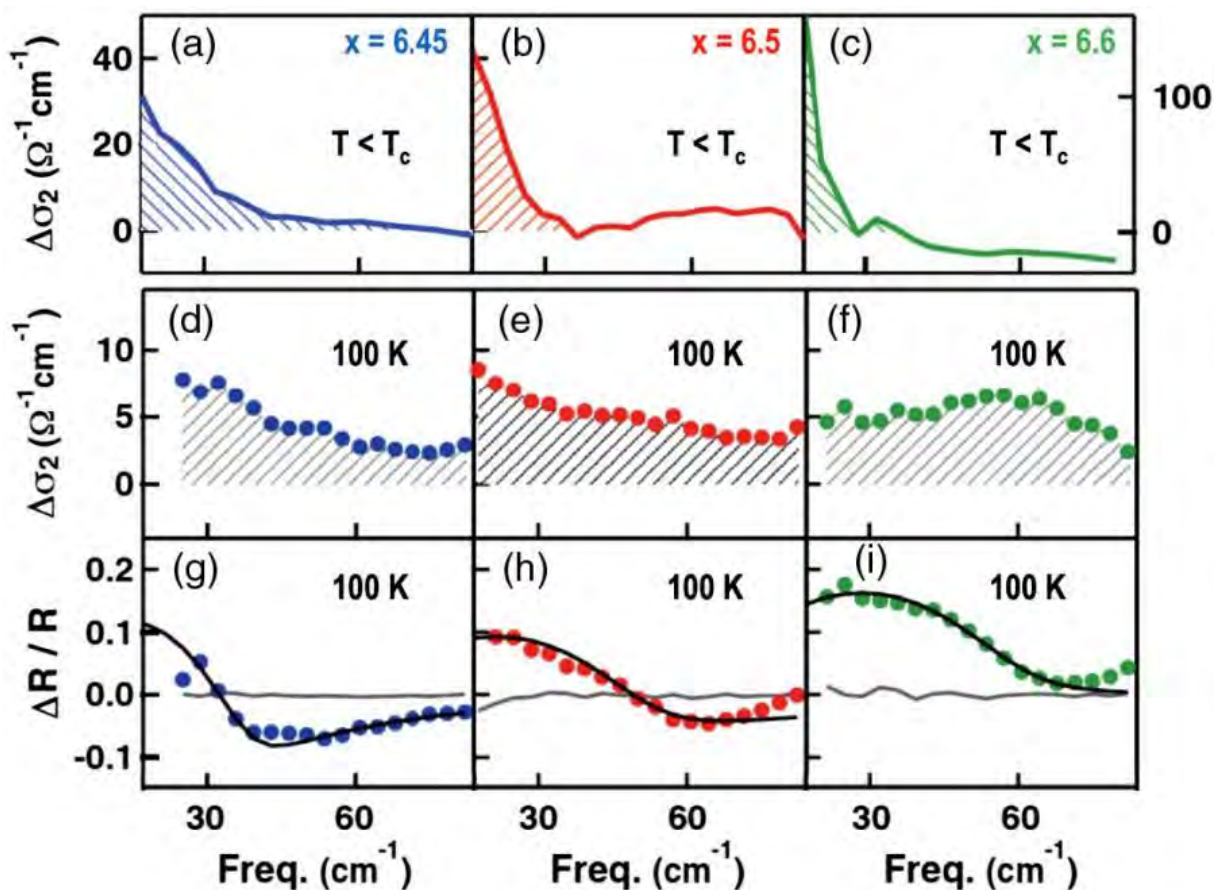 (a) x = 6.45 (b) x = 6.5 (c) x = 6.6
40
20
0
100
0
T < Tc T < Tc T < Tc
Δσ2 (Ω-1cm-1)
(d) 100 K (e) 100 K (f) 100 K
10
5
0
Δσ2 (Ω-1cm-1)
(g) 100 K (h) 100 K (i) 100 K
0.2
0.1
0.0
-0.1
ΔR / R
30 60 30 60 30 60
Freq. (cm-1) Freq. (cm-1) Freq. (cm-1)